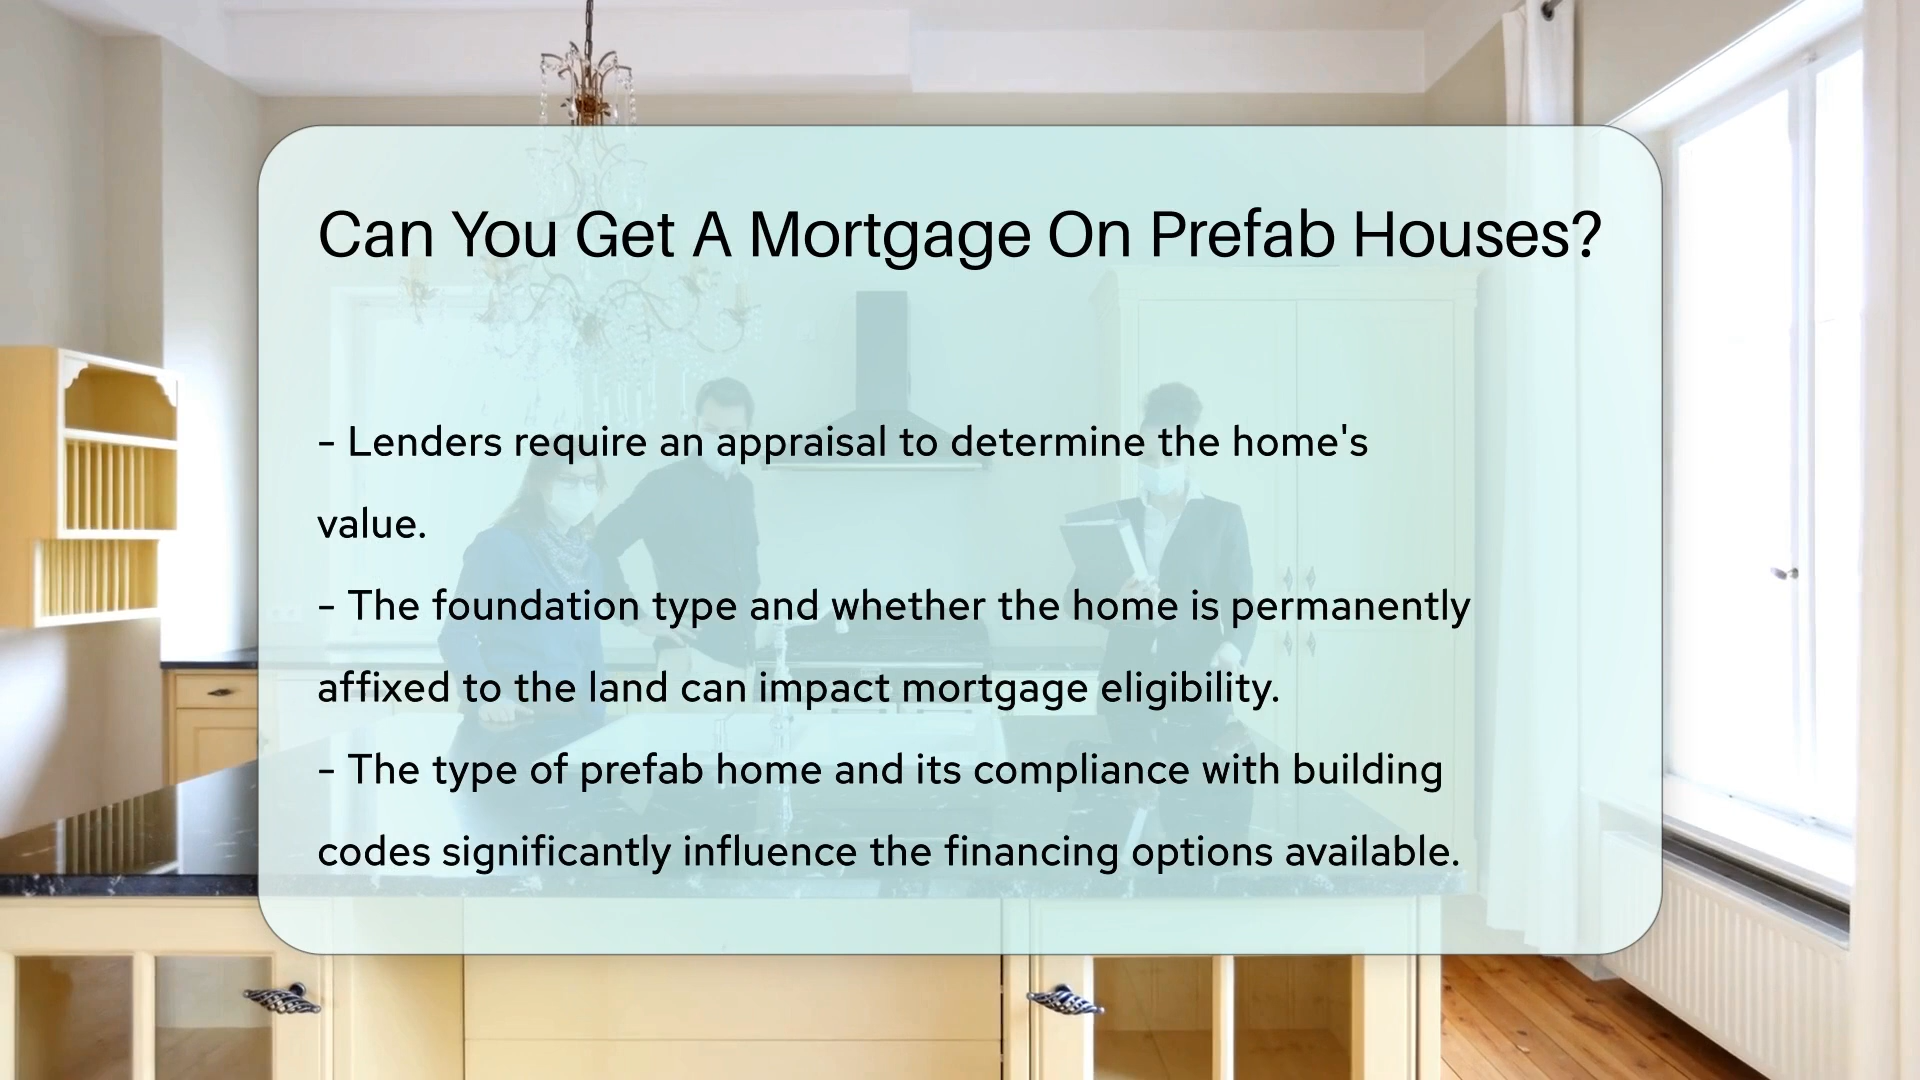 Can You Get A Mortgage On Prefab Houses?
- Lenders require an appraisal to determine the home's
value.
- The foundation type and whether the home is permanently
affixed to the land can impact mortgage eligibility.
- The type of prefab home and its compliance with building
codes significantly influence the financing options available.